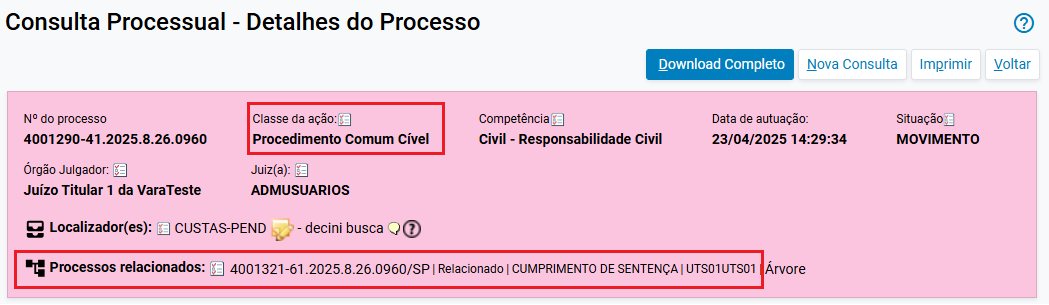 Consulta Processual - Detalhes do Processo
?
Download Completo Nova Consulta Imprimir Voltar
Nº do processo Classe da ação: Competência Data de autuação: Situação
4001290-41.2025.8.26.0960 Procedimento Comum Cível Civil - Responsabilidade Civil 23/04/2025 14:29:34 MOVIMENTO
Órgão Julgador: Juiz(a):
Juízo Titular 1 da VaraTeste ADMUSUARIOS
Localizador(es): CUSTAS-PEND - decini busca ?
Processos relacionados: 4001321-61.2025.8.26.0960/SP | Relacionado | CUMPRIMENTO DE SENTENÇA | UTS01UTS01 | Árvore